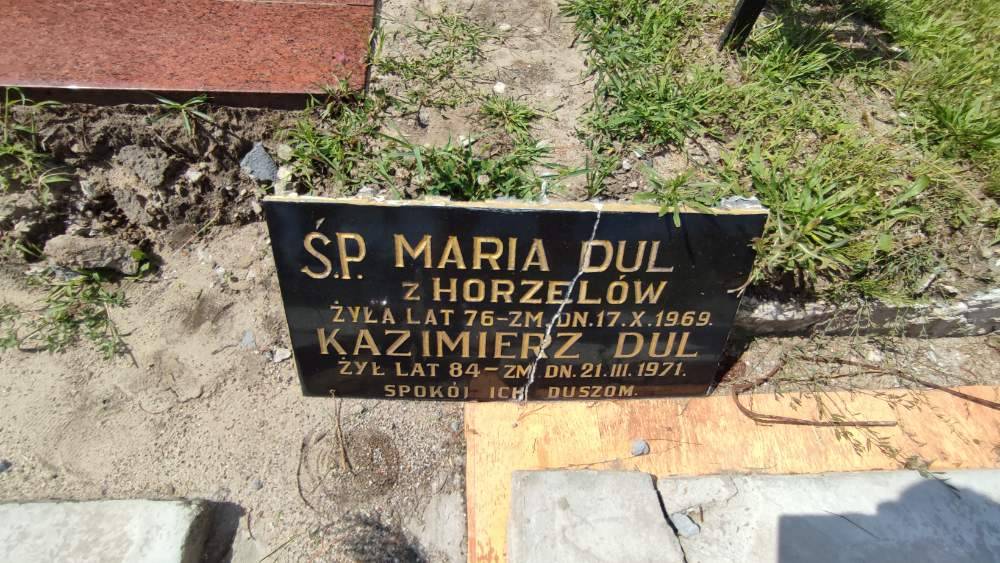 Ś.P. MARIA DUL
z HORZELÓW
ŻYŁA LAT 76-ZM. DN. 17.X.1969.
KAZIMIERZ DUL
ŻYŁ LAT 84-ZM. DN. 21.III.1971.
SPOKÓJ ICH DUSZOM.